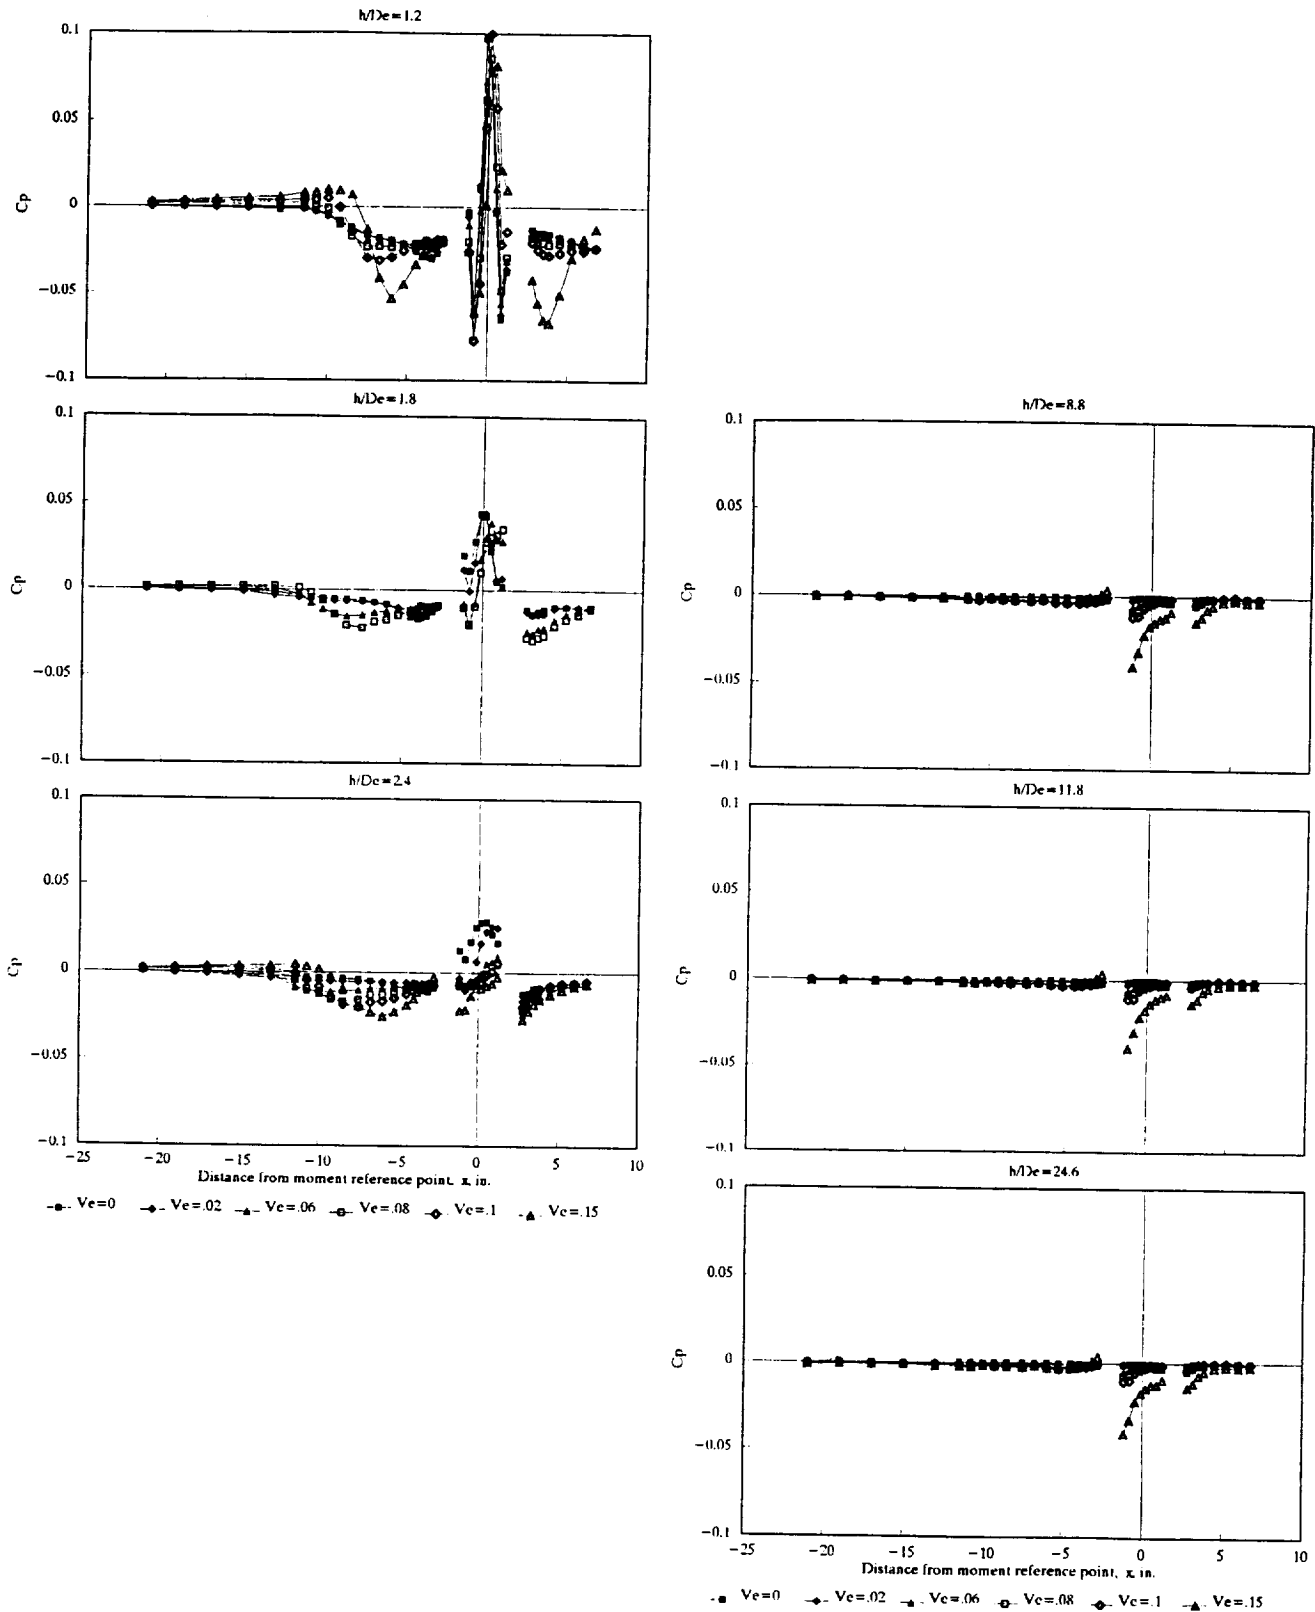 h/De=1.2
0.1
0.05
Cp
0
−0.05
−0.1
h/De=1.8
0.1
0.05
Cp
0
−0.05
−0.1
h/De=2.4
0.1
0.05
Cp
0
−0.05
−0.1
−25 −20 −15 −10 −5 0 5 10
Distance from moment reference point, x, in.
Ve=0 Ve=.02 Ve=.06 Ve=.08 Ve=.1 Ve=.15
h/De=8.8
0.1
0.05
Cp
0
−0.05
−0.1
h/De=11.8
0.1
0.05
Cp
0
−0.05
−0.1
h/De=24.6
0.1
0.05
Cp
0
−0.05
−0.1
−25 −20 −15 −10 −5 0 5 10
Distance from moment reference point, x, in.
Ve=0 Ve=.02 Ve=.06 Ve=.08 Ve=.1 Ve=.15